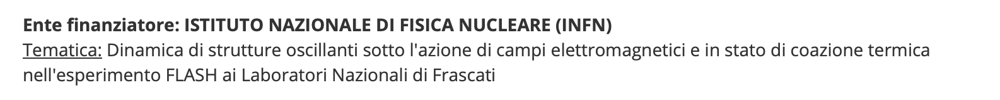 Ente finanziatore: ISTITUTO NAZIONALE DI FISICA NUCLEARE (INFN)
Tematica: Dinamica di strutture oscillanti sotto l'azione di campi elettromagnetici e in stato di coazione termica
nell'esperimento FLASH ai Laboratori Nazionali di Frascati